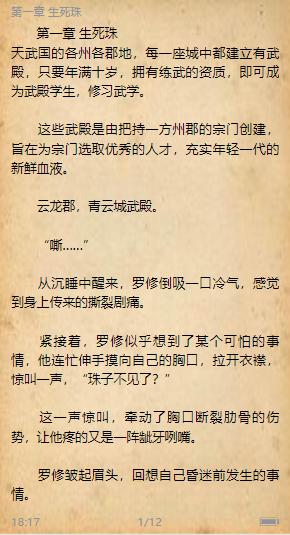 第一章 生死珠
第一章 生死珠
天武国的各州各郡地，每一座城中都建立有武
殿，只要年满十岁，拥有练武的资质，即可成
为武殿学生，修习武学。
这些武殿是由把持一方州郡的宗门创建，
旨在为宗门选取优秀的人才，充实年轻一代的
新鲜血液。
云龙郡，青云城武殿。
“嘶……”
从沉睡中醒来，罗修倒吸一口冷气，感觉
到身上传来的撕裂剧痛。
紧接着，罗修似乎想到了某个可怕的事
情，他连忙伸手摸向自己的胸口，拉开衣襟，
惊叫一声，“珠子不见了？”
这一声惊叫，牵动了胸口断裂肋骨的伤
势，让他疼的又是一阵龇牙咧嘴。
罗修皱起眉头，回想自己昏迷前发生的事
情。
18:17 1/12